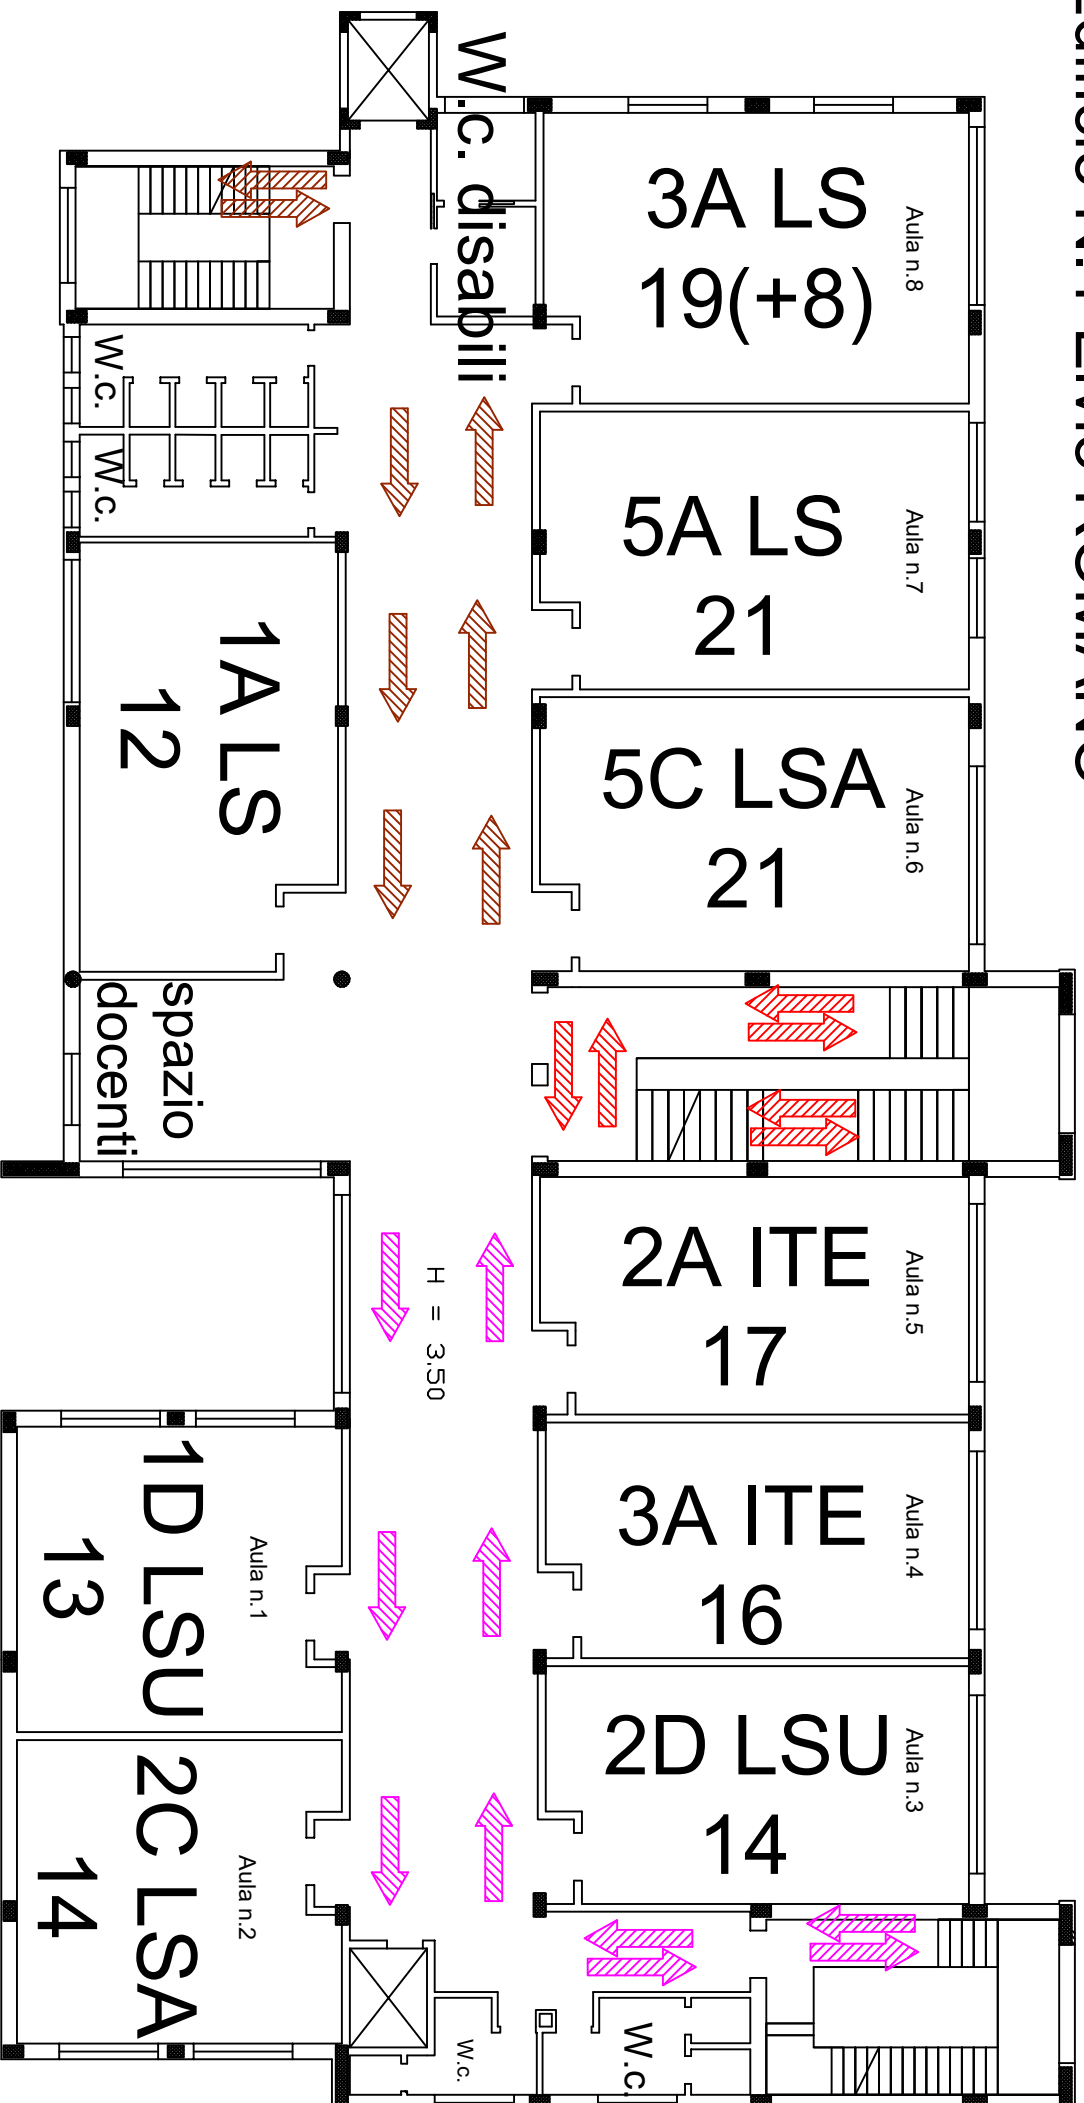 W.c. disabili
3A LS
19(+8)
Aula n.8
W.c.
W.c.
5A LS
21
Aula n.7
1A LS
12
5C LSA
21
Aula n.6
spazio
docenti
2A ITE
17
Aula n.5
H = 3.50
3A ITE
16
Aula n.4
1D LSU
13
Aula n.1
2D LSU
14
Aula n.3
2C LSA
14
Aula n.2
W.c.
W.c.